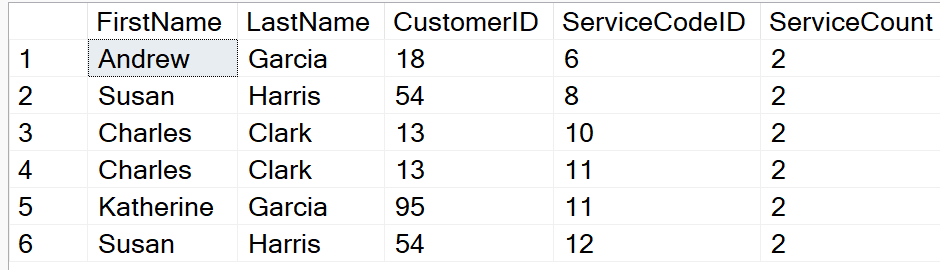 FirstName LastName CustomerID ServiceCodeID ServiceCount
1 Andrew Garcia 18 6 2
2 Susan Harris 54 8 2
3 Charles Clark 13 10 2
4 Charles Clark 13 11 2
5 Katherine Garcia 95 11 2
6 Susan Harris 54 12 2